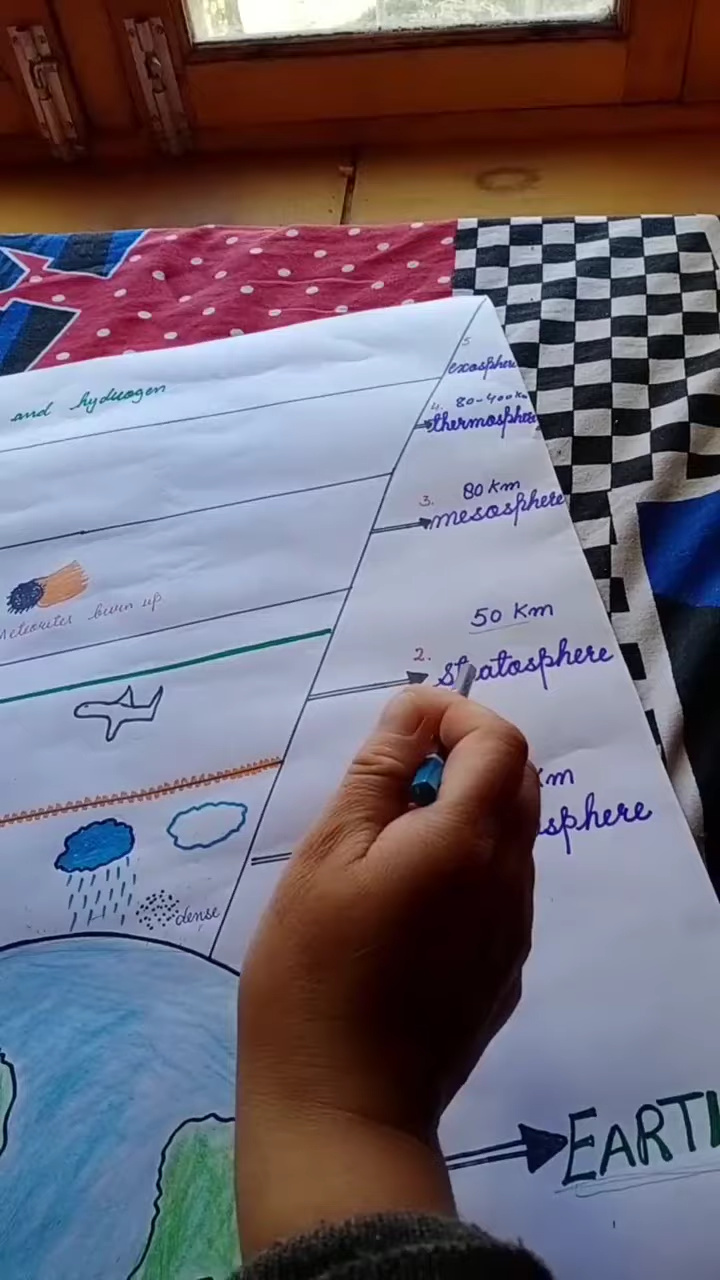 5
exosphere
and hydrogen
4. 80-400km
thermosphere
80 km
3. mesosphere
Meteorites burn up
50 km
2. stratosphere
km
sphere
dense
EARTH